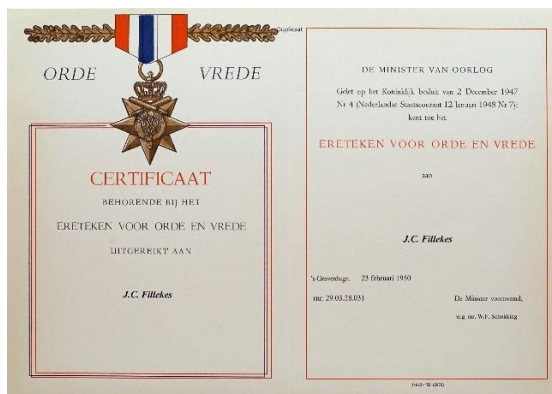 Duplicaat
ORDE VREDE
CERTIFICAAT
BEHORENDE BIJ HET
ERETEKEN VOOR ORDE EN VREDE
UITGEREIKT AAN
J.C. Fillekes
DE MINISTER VAN OORLOG
Gelet op het Koninklijk besluit van 2 December 1947
Nr 4 (Nederlandse Staatscourant 12 Januari 1948 Nr 7);
kent toe het
ERETEKEN VOOR ORDE EN VREDE
aan
J.C. Fillekes
's-Gravenhage, 23 februari 1950
rnr. 29.03.28.031 De Minister voornoemd,
w.g. mr. W.F. Schokking